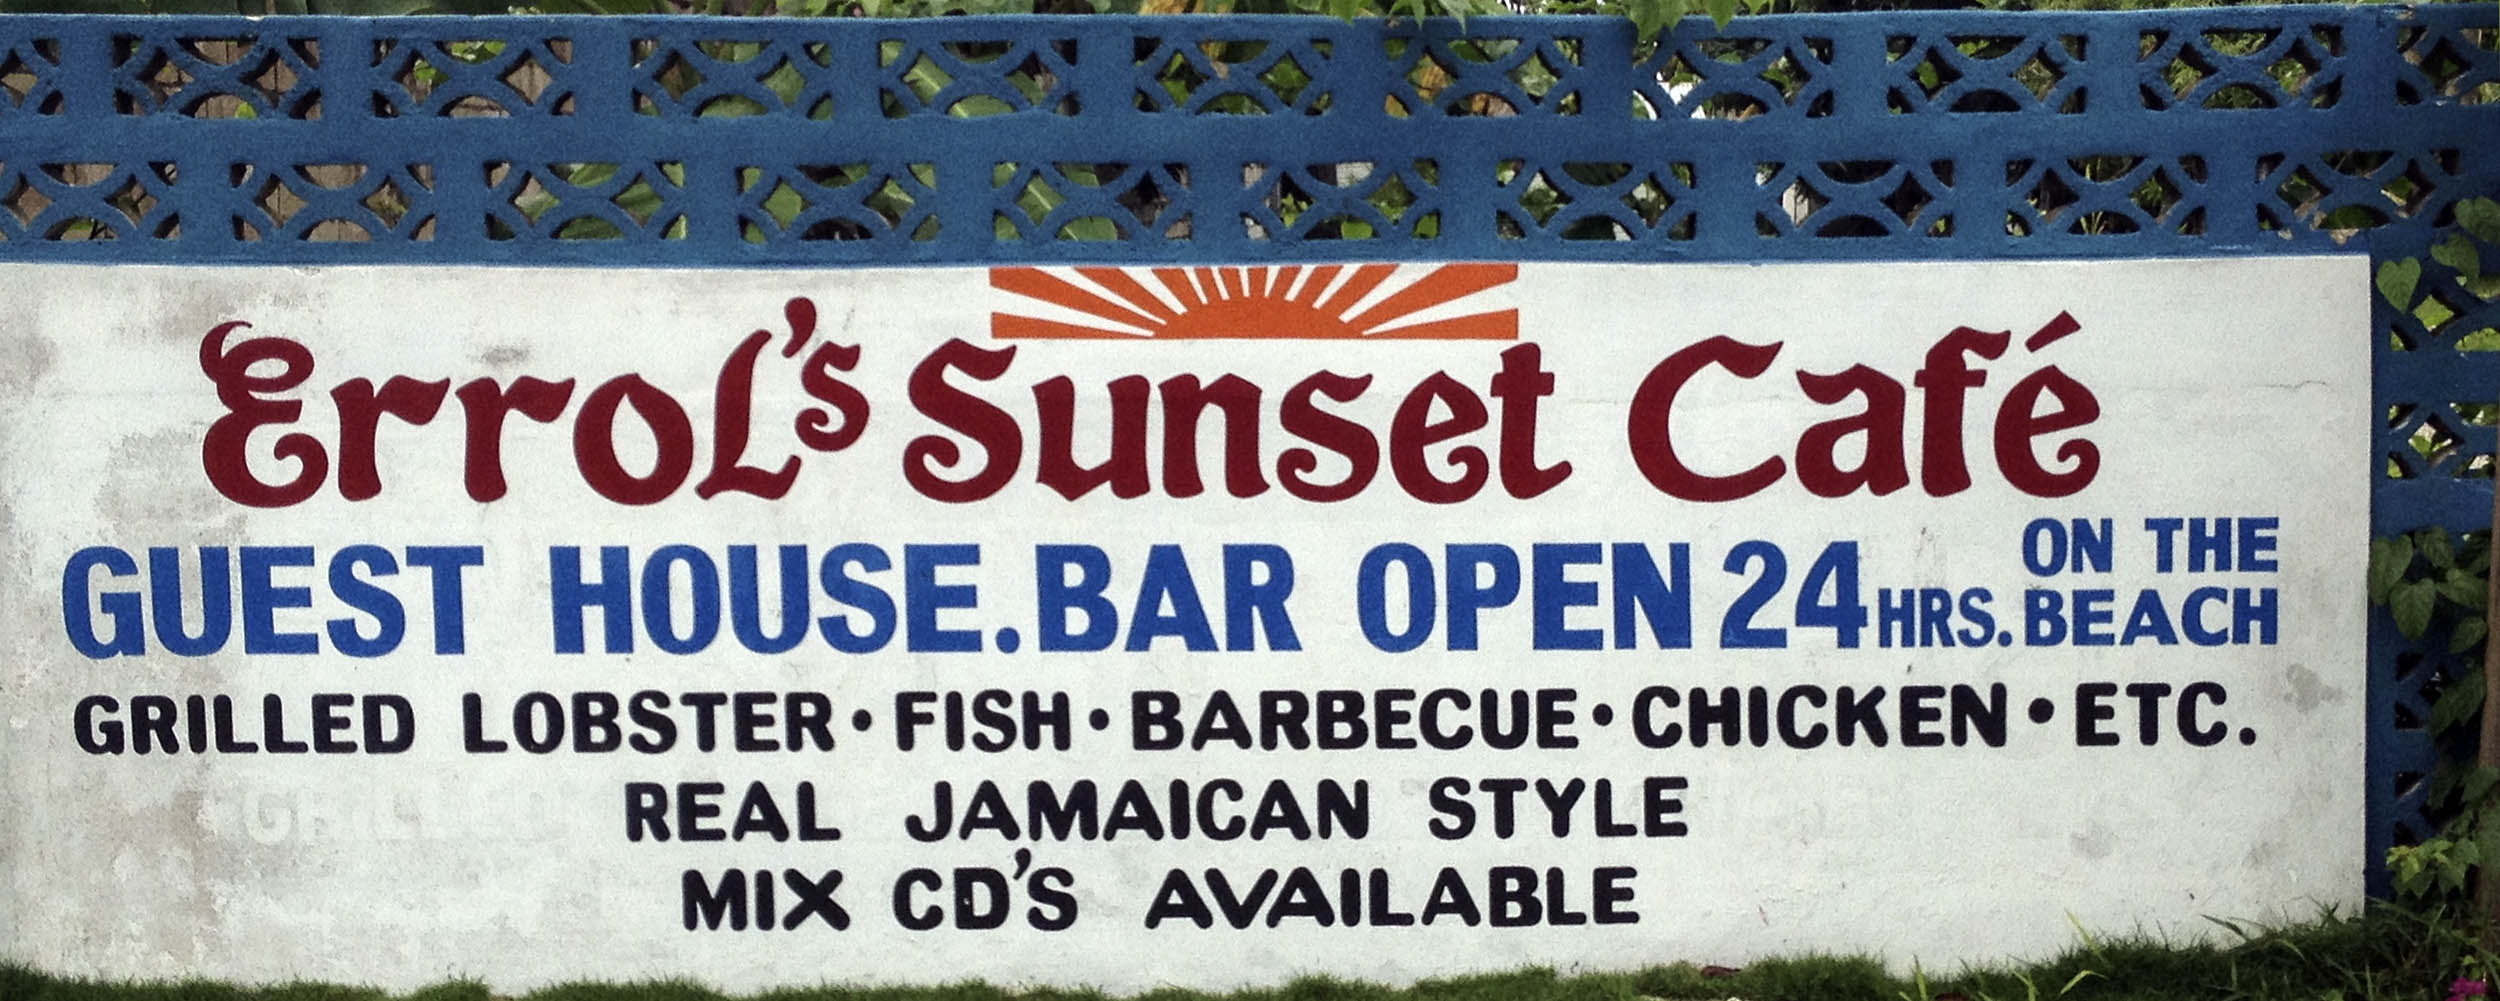 Errol's Sunset Café
GUEST HOUSE. BAR OPEN 24 HRS. ON THE BEACH
GRILLED LOBSTER · FISH · BARBECUE · CHICKEN · ETC.
REAL JAMAICAN STYLE
MIX CD'S AVAILABLE
GRILLED